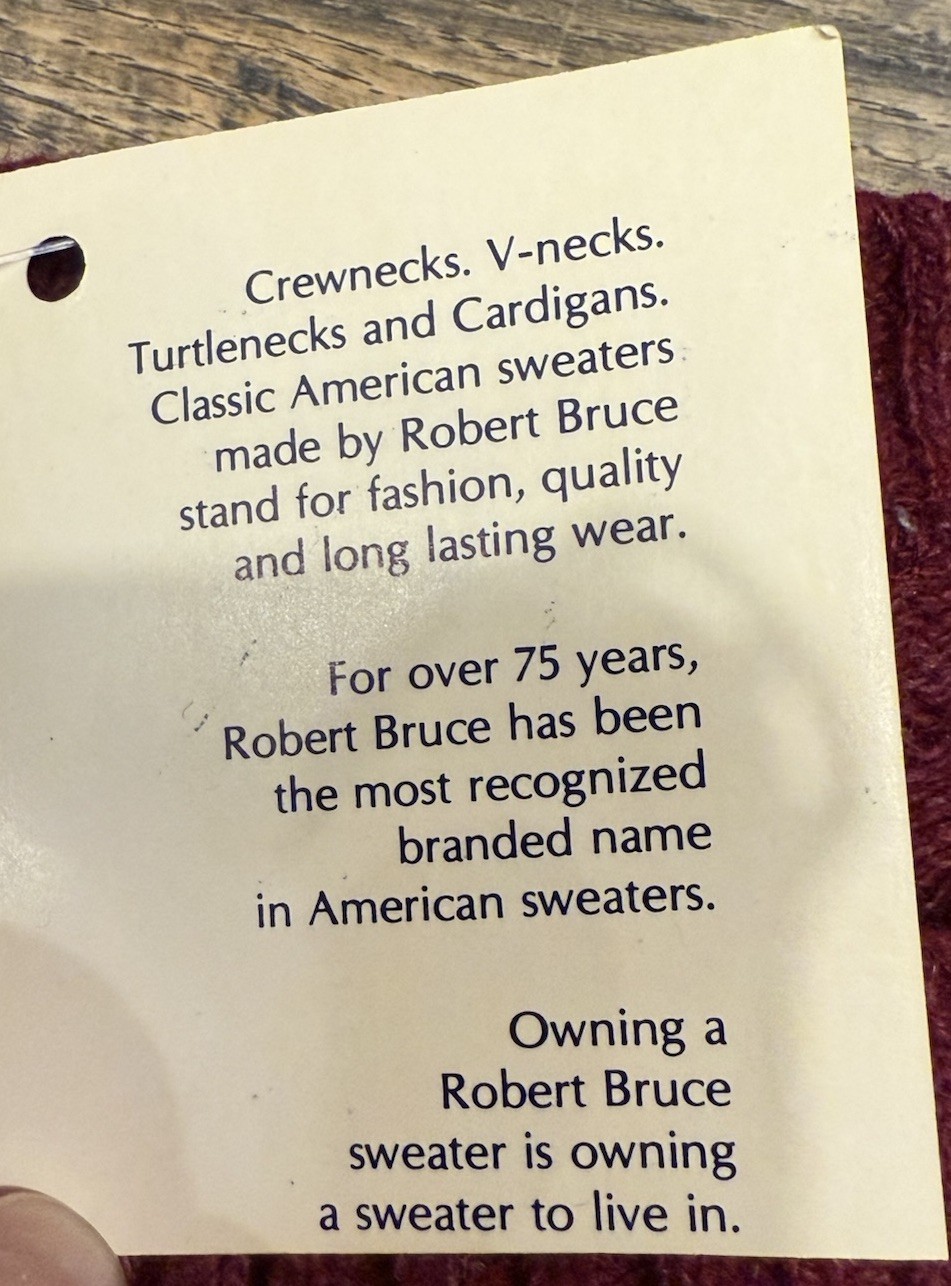 Crewnecks. V-necks.
Turtlenecks and Cardigans.
Classic American sweaters
made by Robert Bruce
stand for fashion, quality
and long lasting wear.
For over 75 years,
Robert Bruce has been
the most recognized
branded name
in American sweaters.
Owning a
Robert Bruce
sweater is owning
a sweater to live in.